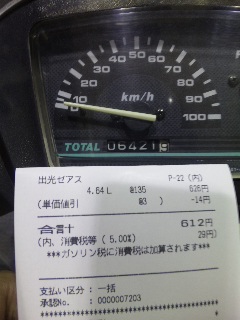 0 10 20 30 40 50 60 70 80 90 100
km/h
TOTAL 06421
出光ゼアス P-22 (内)
4.64L @135 626円
(単価値引 @3 ) -14円
合計 612円
(内、消費税等 (5.00%) 29円)
***ガソリン税に消費税は加算されます***
支払い区分 : 一括
承認No. : 0000007203